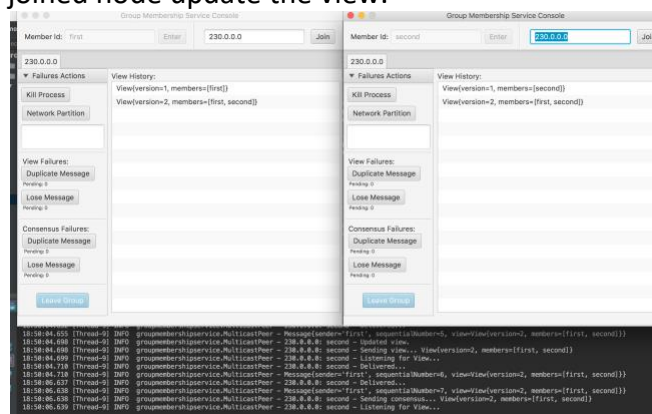 joined node update the view.
Group Membership Service Console
Member Id: first Enter 230.0.0.0 Join
230.0.0.0
Failures Actions
Kill Process
Network Partition
View Failures:
Duplicate Message
Pending: 0
Lose Message
Pending: 0
Consensus Failures:
Duplicate Message
Pending: 0
Lose Message
Pending: 0
Leave Group
View History:
View{version=1, members=[first]}
View{version=2, members=[first, second]}
Group Membership Service Console
Member Id: second Enter 230.0.0.0
230.0.0.0
Failures Actions
Kill Process
Network Partition
View Failures:
Duplicate Message
Pending: 0
Lose Message
Pending: 0
Consensus Failures:
Duplicate Message
Pending: 0
Lose Message
Pending: 0
Leave Group
View History:
View{version=1, members=[second]}
View{version=2, members=[first, second]}
18:50:04.655 [Thread-9] INFO groupmembershipservice.MulticastPeer - Message{sender='first', sequentialNumber=5, view=View{version=2, members=[first, second]}}
18:50:04.698 [Thread-9] INFO groupmembershipservice.MulticastPeer - 230.0.0.0: second - Updated view.
18:50:04.698 [Thread-9] INFO groupmembershipservice.MulticastPeer - 230.0.0.0: second - Sending view... View{version=2, members=[first, second]}
18:50:04.699 [Thread-9] INFO groupmembershipservice.MulticastPeer - 230.0.0.0: second - Listening for View...
18:50:04.710 [Thread-9] INFO groupmembershipservice.MulticastPeer - 230.0.0.0: second - Delivered...
18:50:04.710 [Thread-9] INFO groupmembershipservice.MulticastPeer - Message{sender='first', sequentialNumber=6, view=View{version=2, members=[first, second]}}
18:50:06.637 [Thread-9] INFO groupmembershipservice.MulticastPeer - 230.0.0.0: second - Delivered...
18:50:06.638 [Thread-9] INFO groupmembershipservice.MulticastPeer - Message{sender='first', sequentialNumber=7, view=View{version=2, members=[first, second]}}
18:50:06.638 [Thread-9] INFO groupmembershipservice.MulticastPeer - 230.0.0.0: second - Sending consensus... View{version=2, members=[first, second]}
18:50:06.639 [Thread-9] INFO groupmembershipservice.MulticastPeer - 230.0.0.0: second - Listening for View...